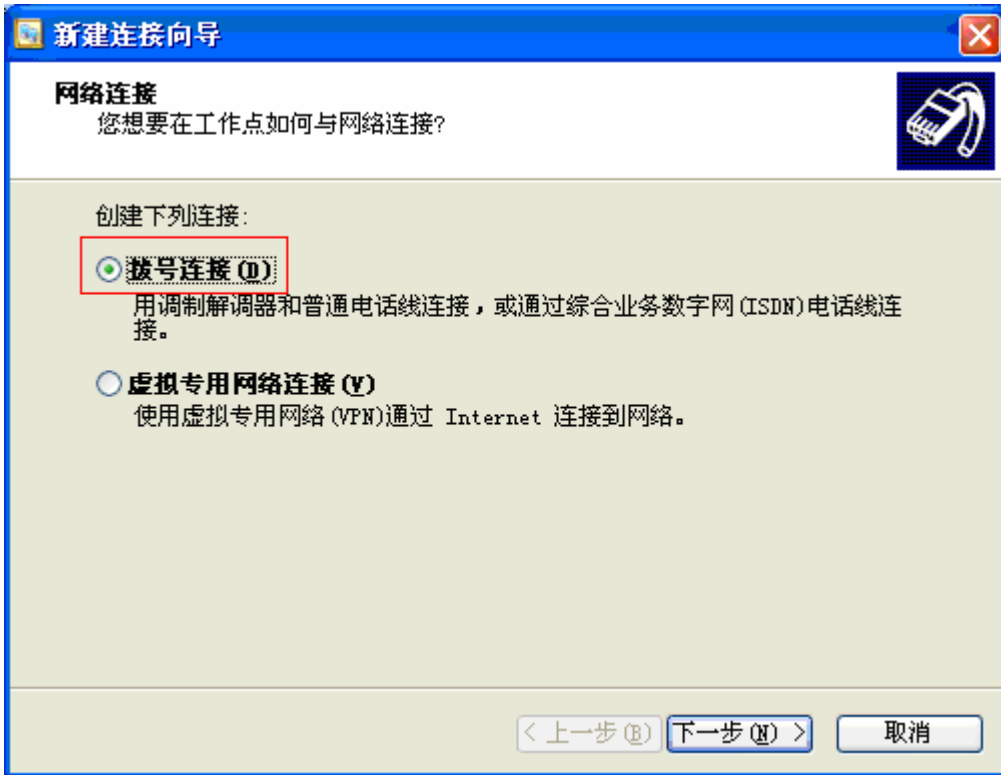 新建连接向导
网络连接
您想要在工作点如何与网络连接?
创建下列连接:
拨号连接(D)
用调制解调器和普通电话线连接，或通过综合业务数字网(ISDN)电话线连
接。
虚拟专用网络连接(V)
使用虚拟专用网络(VPN)通过 Internet 连接到网络。
< 上一步(B) 下一步(N) > 取消